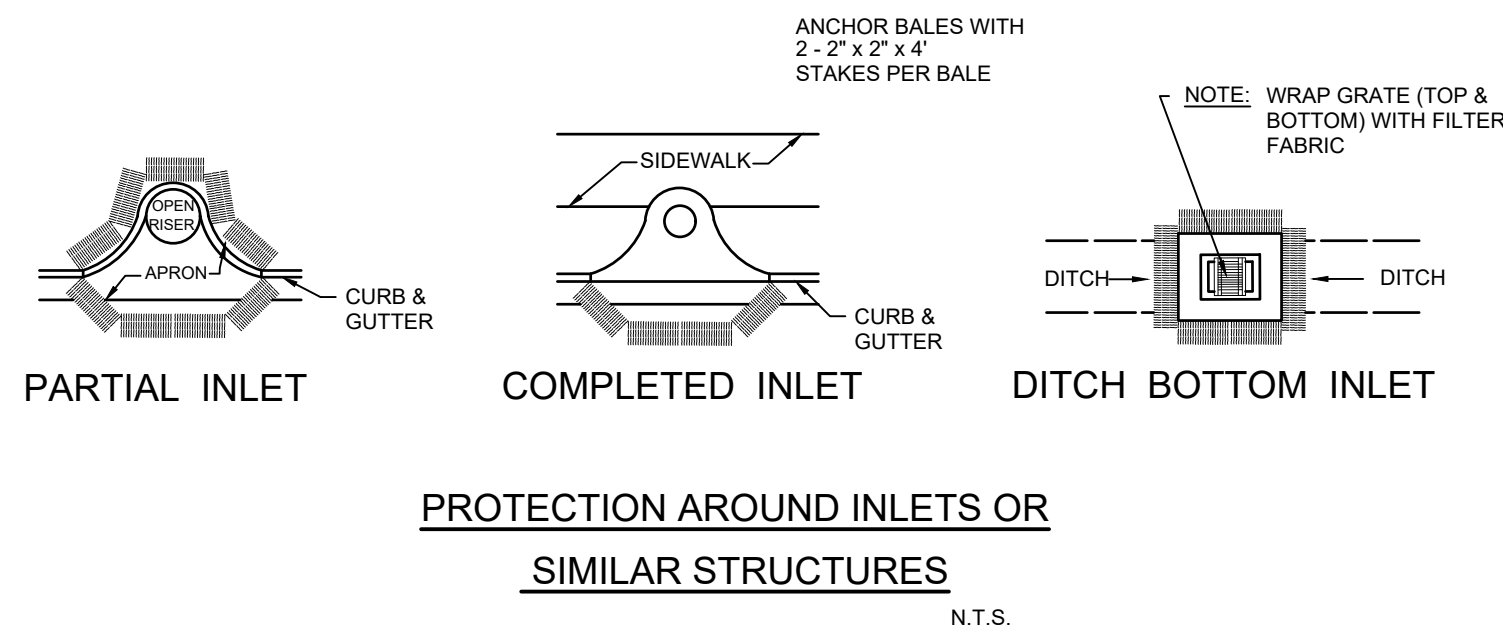 ANCHOR BALES WITH
2 - 2" x 2" x 4'
STAKES PER BALE
NOTE: WRAP GRATE (TOP &
BOTTOM) WITH FILTER
FABRIC
OPEN
RISER
APRON
CURB &
GUTTER
PARTIAL INLET
SIDEWALK
CURB &
GUTTER
COMPLETED INLET
DITCH
DITCH
DITCH BOTTOM INLET
PROTECTION AROUND INLETS OR
SIMILAR STRUCTURES
N.T.S.